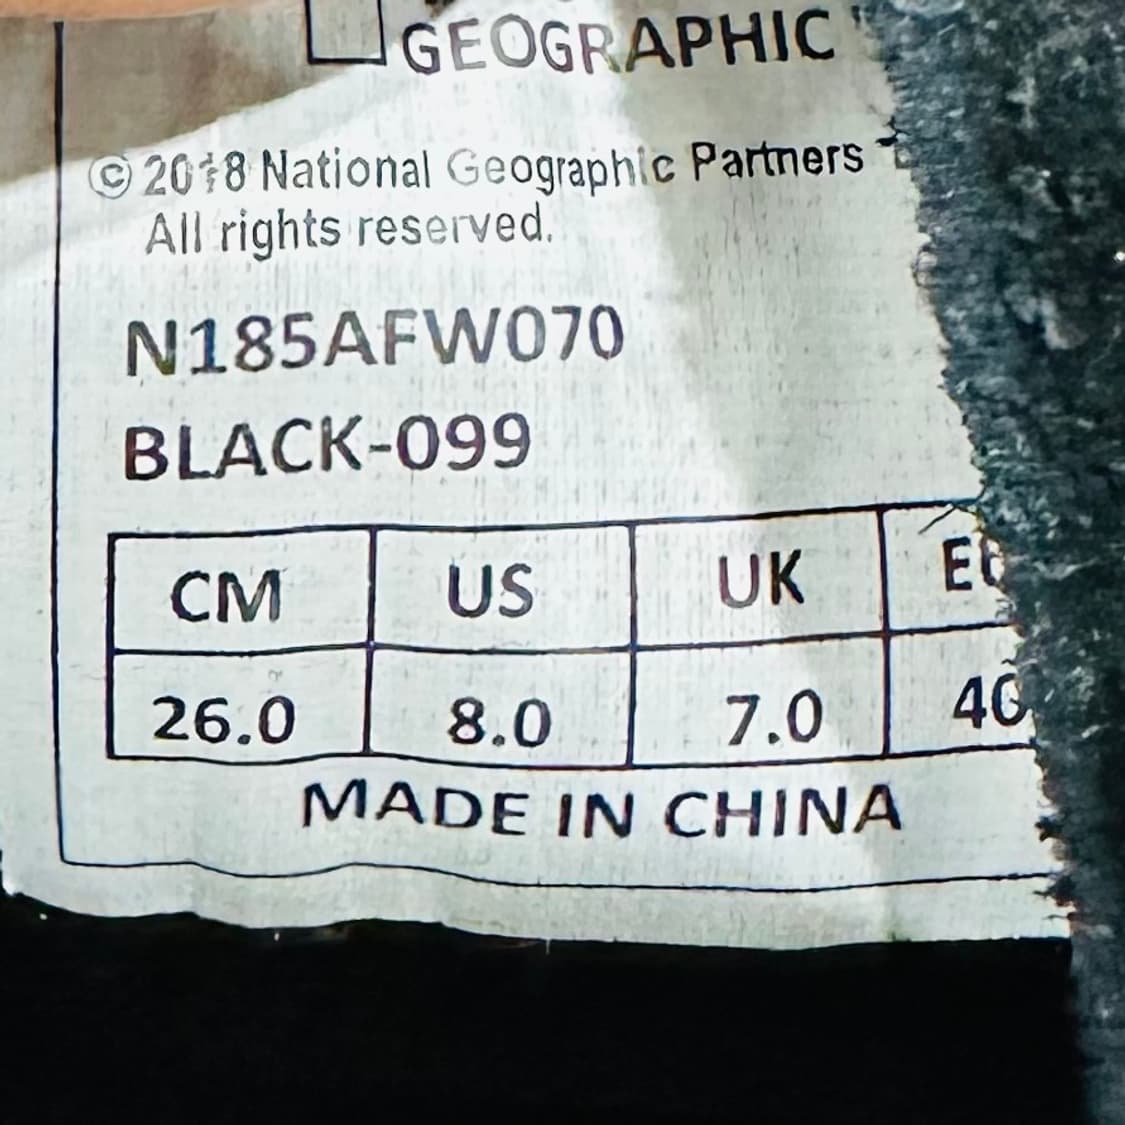 GEOGRAPHIC
© 2018 National Geographic Partners
All rights reserved.
N185AFW070
BLACK-099
CM US UK
26.0 8.0 7.0
MADE IN CHINA